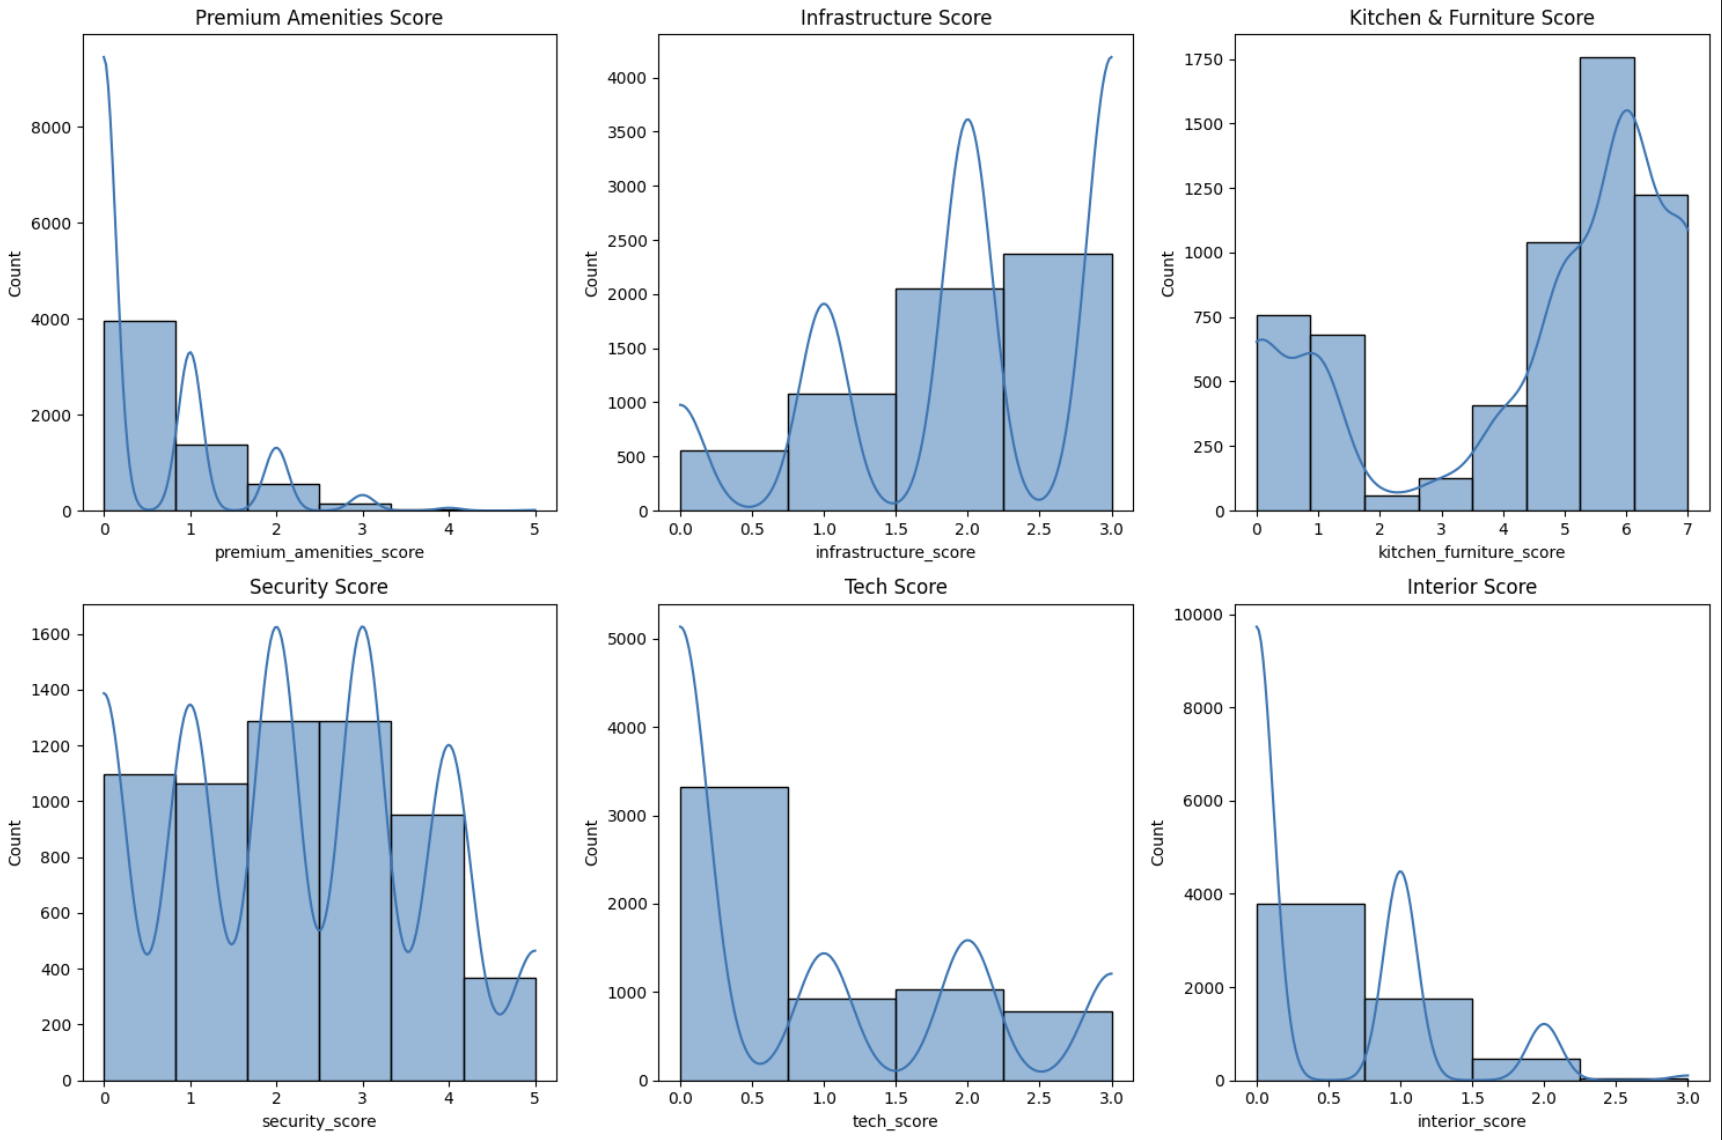 Premium Amenities Score
Infrastructure Score
Kitchen & Furniture Score
Count
8000
6000
4000
2000
0
0 1 2 3 4 5
premium_amenities_score
Count
4000
3500
3000
2500
2000
1500
1000
500
0
0.0 0.5 1.0 1.5 2.0 2.5 3.0
infrastructure_score
Count
1750
1500
1250
1000
750
500
250
0
0 1 2 3 4 5 6 7
kitchen_furniture_score
Security Score
Tech Score
Interior Score
Count
1600
1400
1200
1000
800
600
400
200
0
0 1 2 3 4 5
security_score
Count
5000
4000
3000
2000
1000
0
0.0 0.5 1.0 1.5 2.0 2.5 3.0
tech_score
Count
10000
8000
6000
4000
2000
0
0.0 0.5 1.0 1.5 2.0 2.5 3.0
interior_score